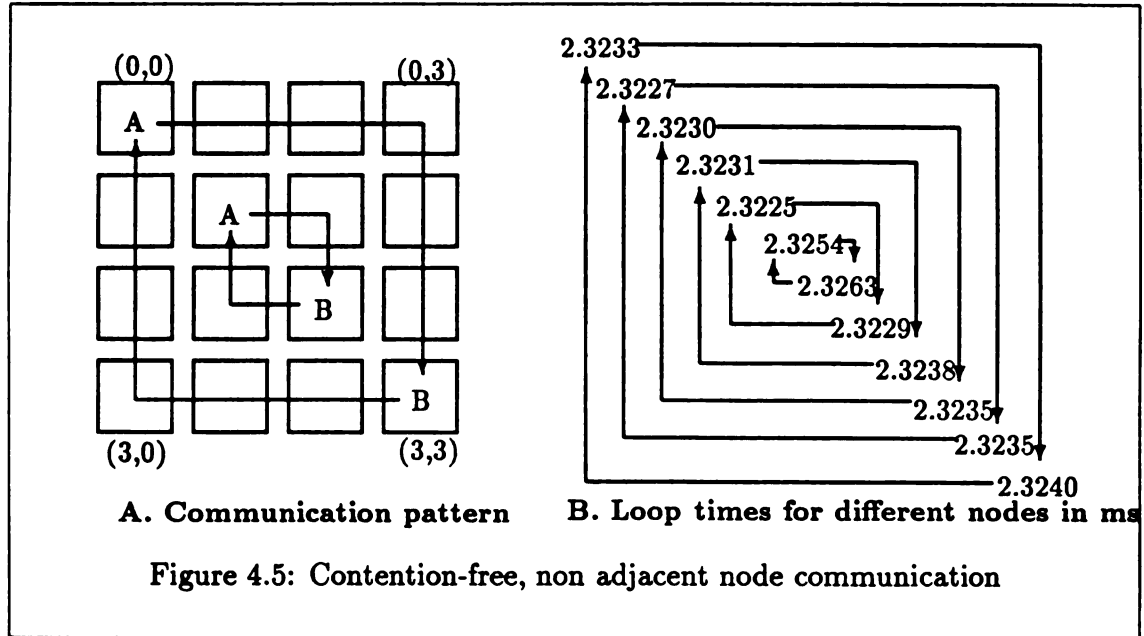 (0,0) (0,3)
A
A
B
B
(3,0) (3,3)
A. Communication pattern
2.3233
2.3227
2.3230
2.3231
2.3225
2.3254
2.3263
2.3229
2.3238
2.3235
2.3235
2.3240
B. Loop times for different nodes in ms
Figure 4.5: Contention-free, non adjacent node communication